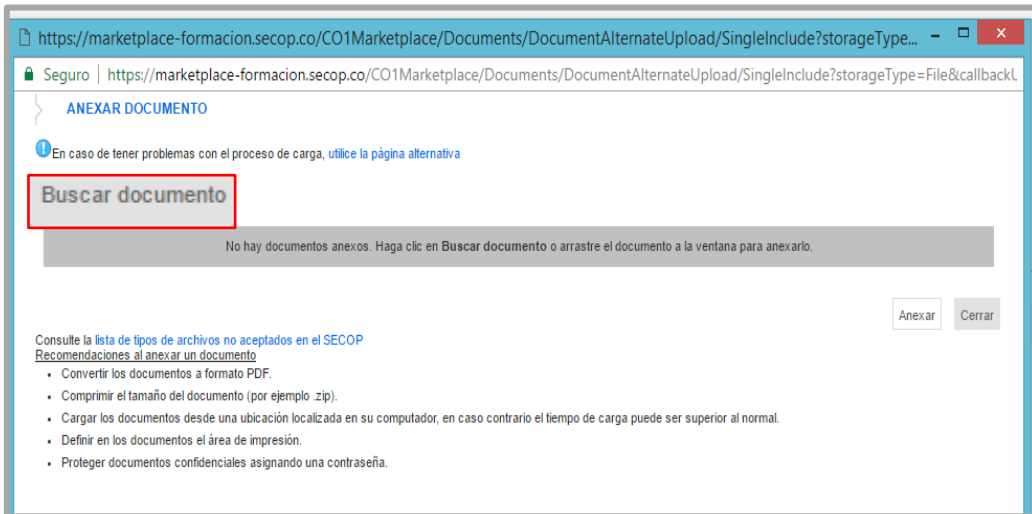 https://marketplace-formacion.secop.co/CO1Marketplace/Documents/DocumentAlternateUpload/SingleInclude?storageType...
Seguro | https://marketplace-formacion.secop.co/CO1Marketplace/Documents/DocumentAlternateUpload/SingleInclude?storageType=File&callbackU
ANEXAR DOCUMENTO
En caso de tener problemas con el proceso de carga, utilice la página alternativa
Buscar documento
No hay documentos anexos. Haga clic en Buscar documento o arrastre el documento a la ventana para anexarlo.
Anexar Cerrar
Consulte la lista de tipos de archivos no aceptados en el SECOP
Recomendaciones al anexar un documento
• Convertir los documentos a formato PDF.
• Comprimir el tamaño del documento (por ejemplo .zip).
• Cargar los documentos desde una ubicación localizada en su computador, en caso contrario el tiempo de carga puede ser superior al normal.
• Definir en los documentos el área de impresión.
• Proteger documentos confidenciales asignando una contraseña.